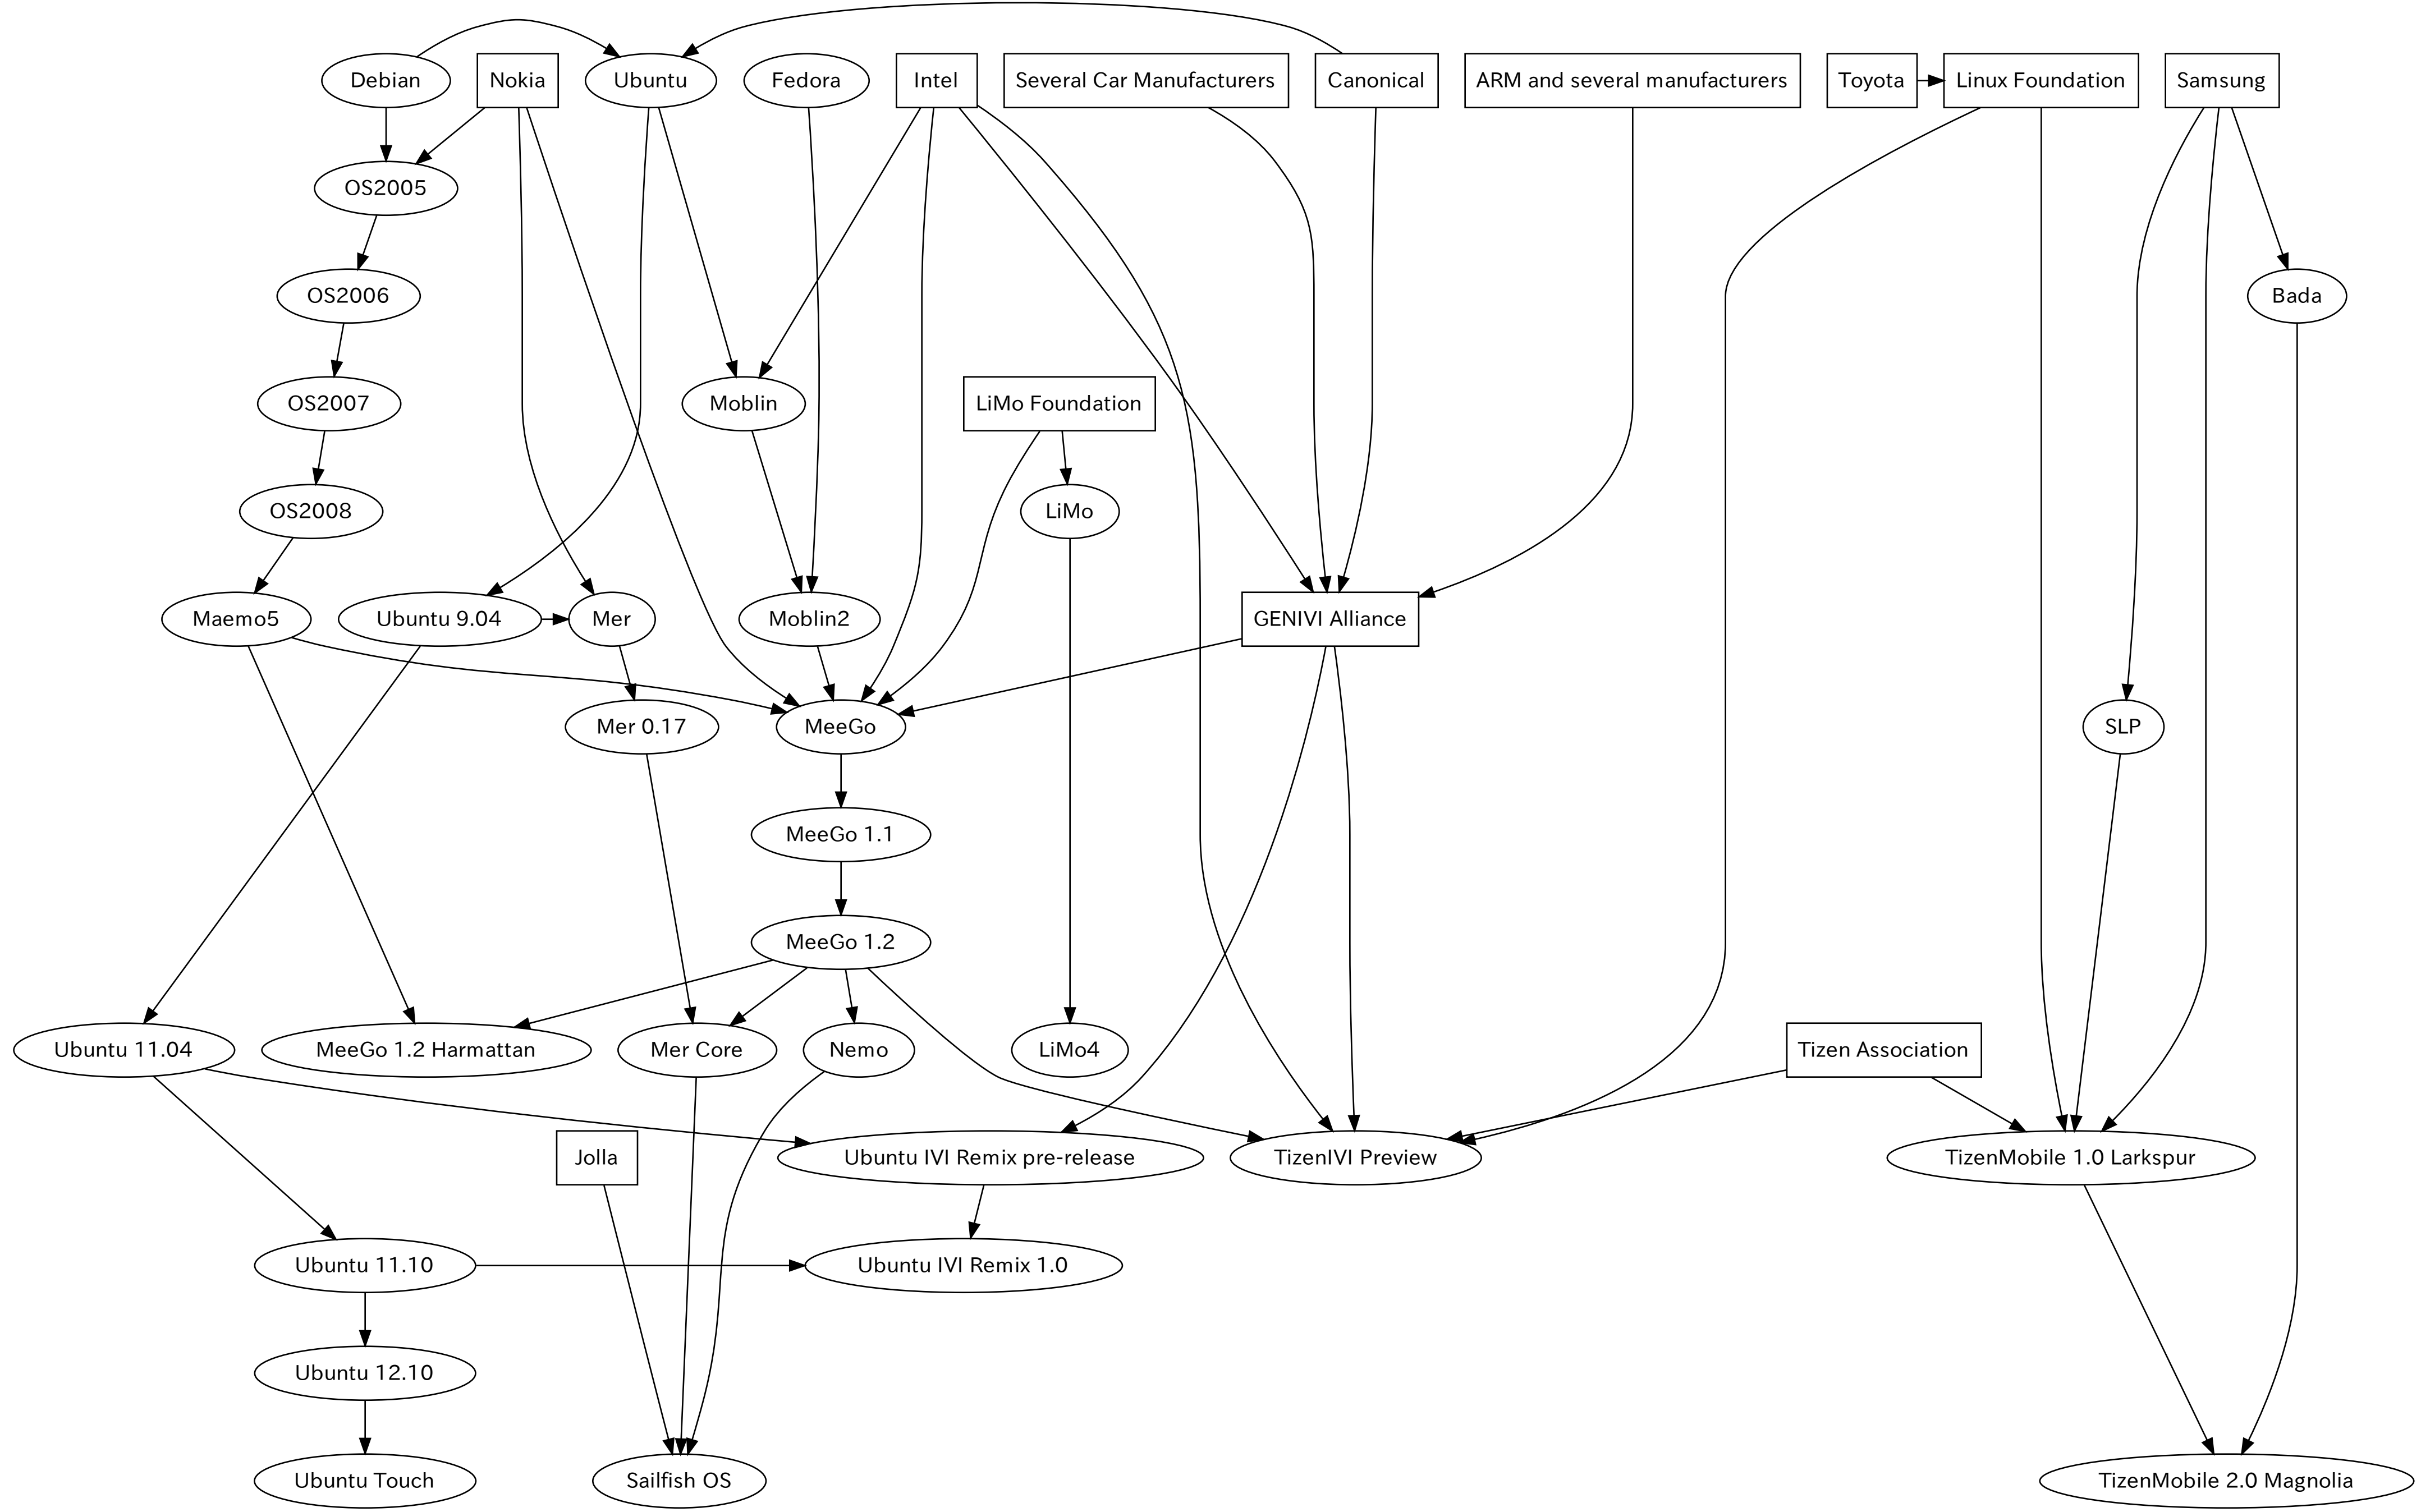 Debian
Nokia
Ubuntu
Fedora
Intel
Several Car Manufacturers
Canonical
ARM and several manufacturers
Toyota
Linux Foundation
Samsung
OS2005
OS2006
Bada
OS2007
Moblin
LiMo Foundation
OS2008
LiMo
Maemo5
Ubuntu 9.04
Mer
Moblin2
GENIVI Alliance
Mer 0.17
MeeGo
SLP
MeeGo 1.1
MeeGo 1.2
Ubuntu 11.04
MeeGo 1.2 Harmattan
Mer Core
Nemo
LiMo4
Tizen Association
Jolla
Ubuntu IVI Remix pre-release
TizenIVI Preview
TizenMobile 1.0 Larkspur
Ubuntu 11.10
Ubuntu IVI Remix 1.0
Ubuntu 12.10
Ubuntu Touch
Sailfish OS
TizenMobile 2.0 Magnolia